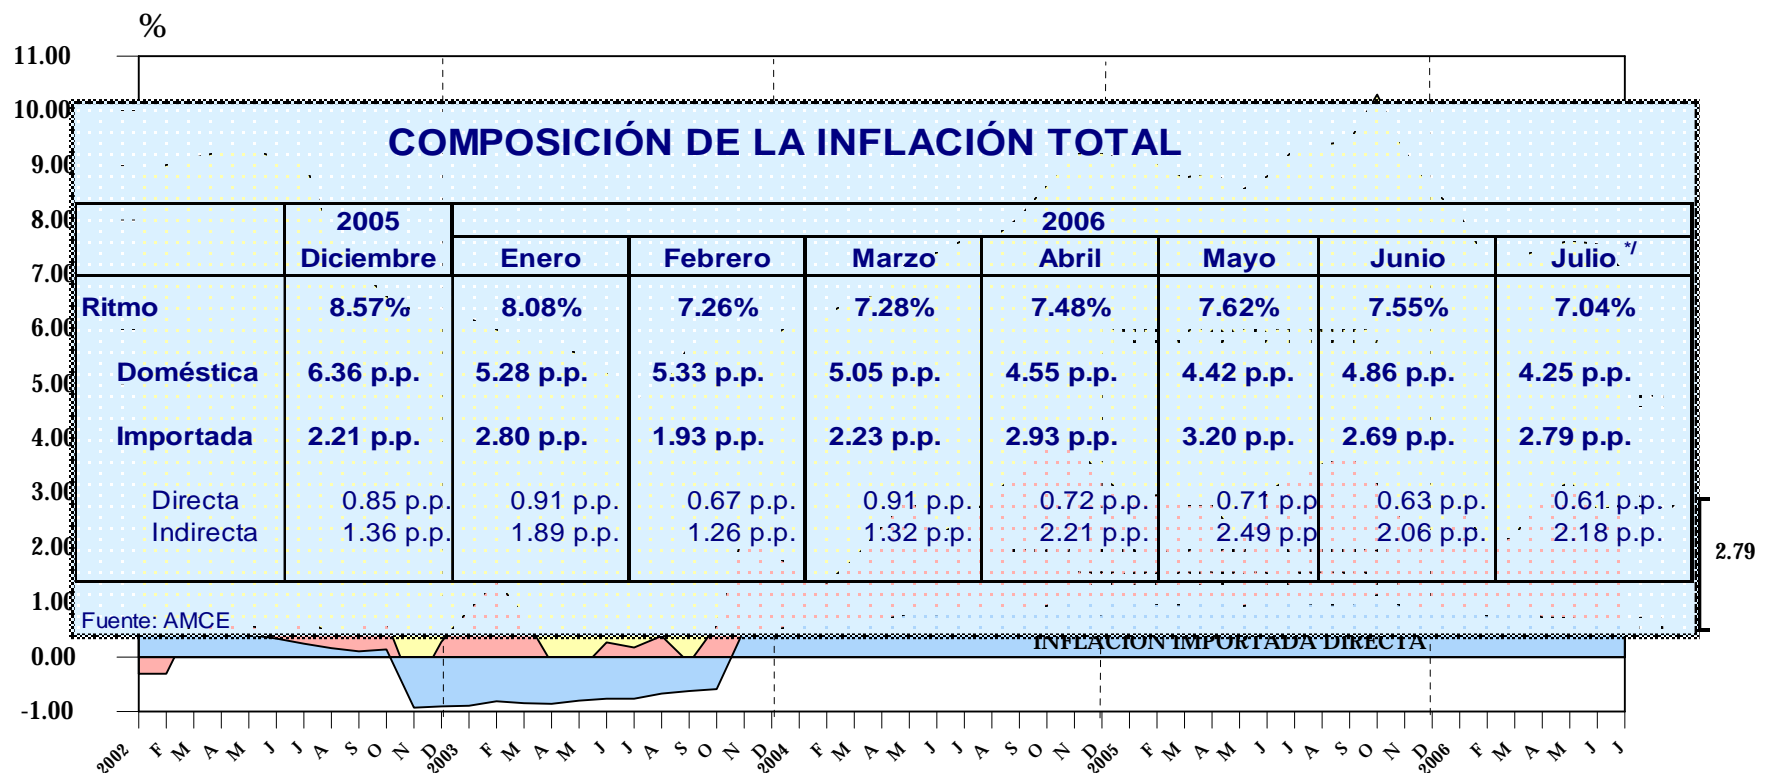 %
11.00
10.00
9.00
8.00
7.00
6.00
5.00
4.00
3.00
2.00
1.00
0.00
-1.00
COMPOSICIÓN DE LA INFLACIÓN TOTAL
2005 2006
Diciembre Enero Febrero Marzo Abril Mayo Junio Julio */
Ritmo 8.57% 8.08% 7.26% 7.28% 7.48% 7.62% 7.55% 7.04%
Doméstica 6.36 p.p. 5.28 p.p. 5.33 p.p. 5.05 p.p. 4.55 p.p. 4.42 p.p. 4.86 p.p. 4.25 p.p.
Importada 2.21 p.p. 2.80 p.p. 1.93 p.p. 2.23 p.p. 2.93 p.p. 3.20 p.p. 2.69 p.p. 2.79 p.p.
Directa 0.85 p.p. 0.91 p.p. 0.67 p.p. 0.91 p.p. 0.72 p.p. 0.71 p.p 0.63 p.p. 0.61 p.p.
Indirecta 1.36 p.p. 1.89 p.p. 1.26 p.p. 1.32 p.p. 2.21 p.p. 2.49 p.p 2.06 p.p. 2.18 p.p.
2.79
Fuente: AMCE
INFLACIÓN IMPORTADA DIRECTA
2002 F M A M J J A S O N D 2003 F M A M J J A S O N D 2004 F M A M J J A S O N D 2005 F M A M J J A S O N D 2006 F M A M J J